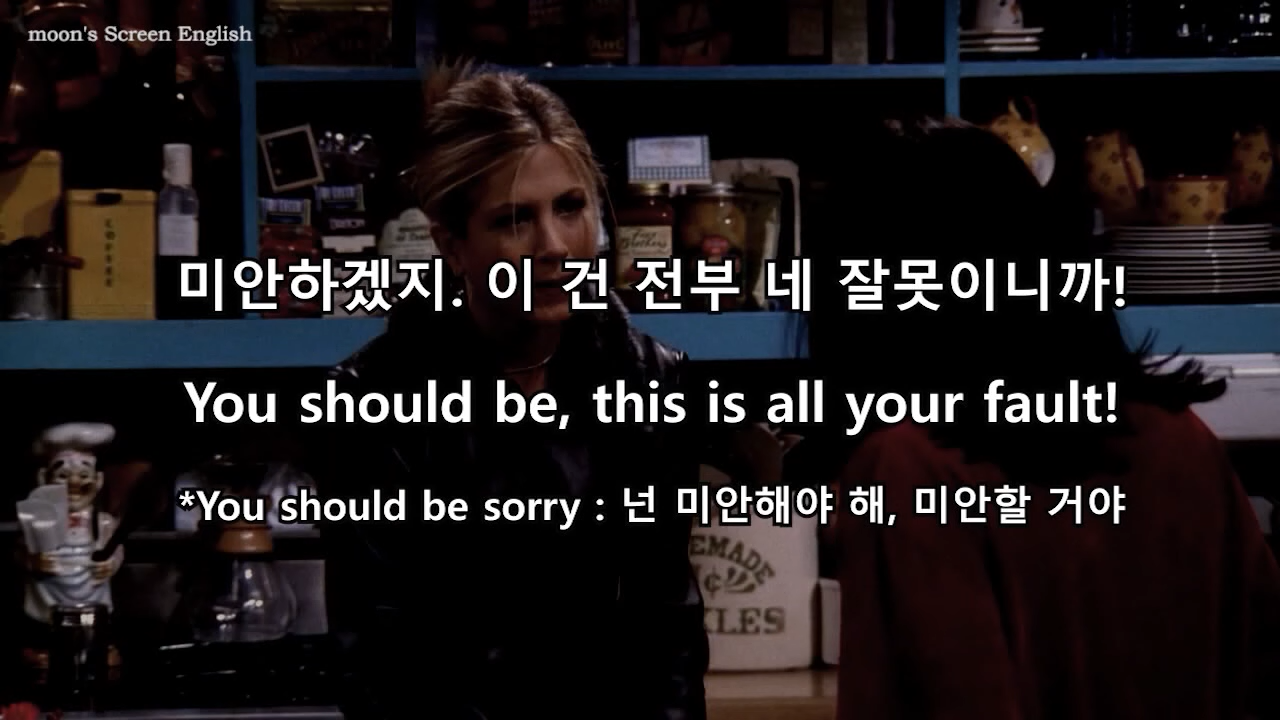 moon's Screen English
COFFEE
미안하겠지. 이 건 전부 네 잘못이니까!
You should be, this is all your fault!
*You should be sorry : 넌 미안해야 해, 미안할 거야